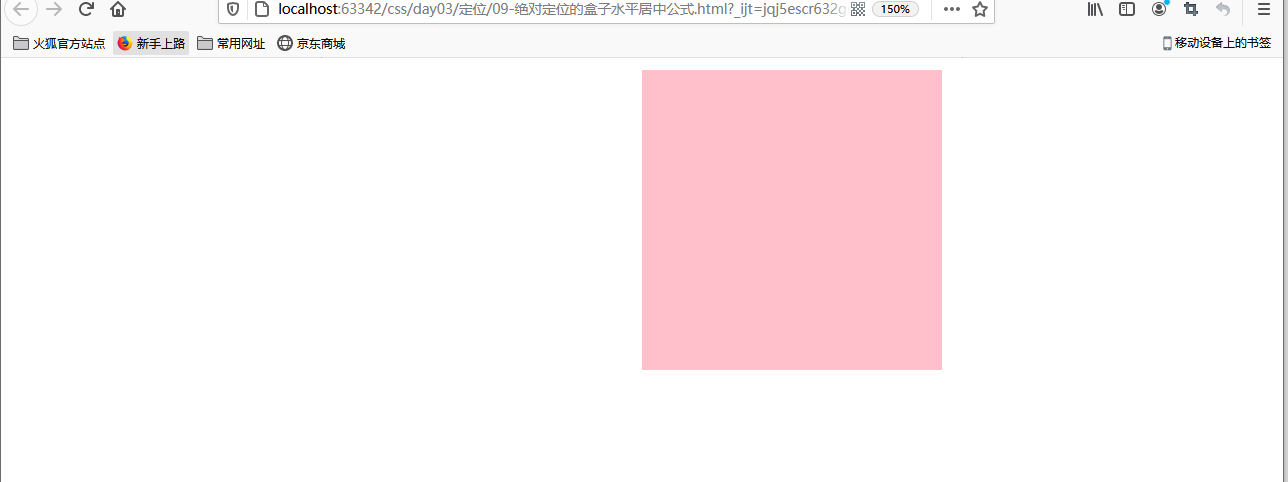 localhost:63342/css/day03/定位/09-绝对定位的盒子水平居中公式.html?_ijt=jqj5escr632g 150%
火狐官方站点 新手上路 常用网址 京东商城 移动设备上的书签